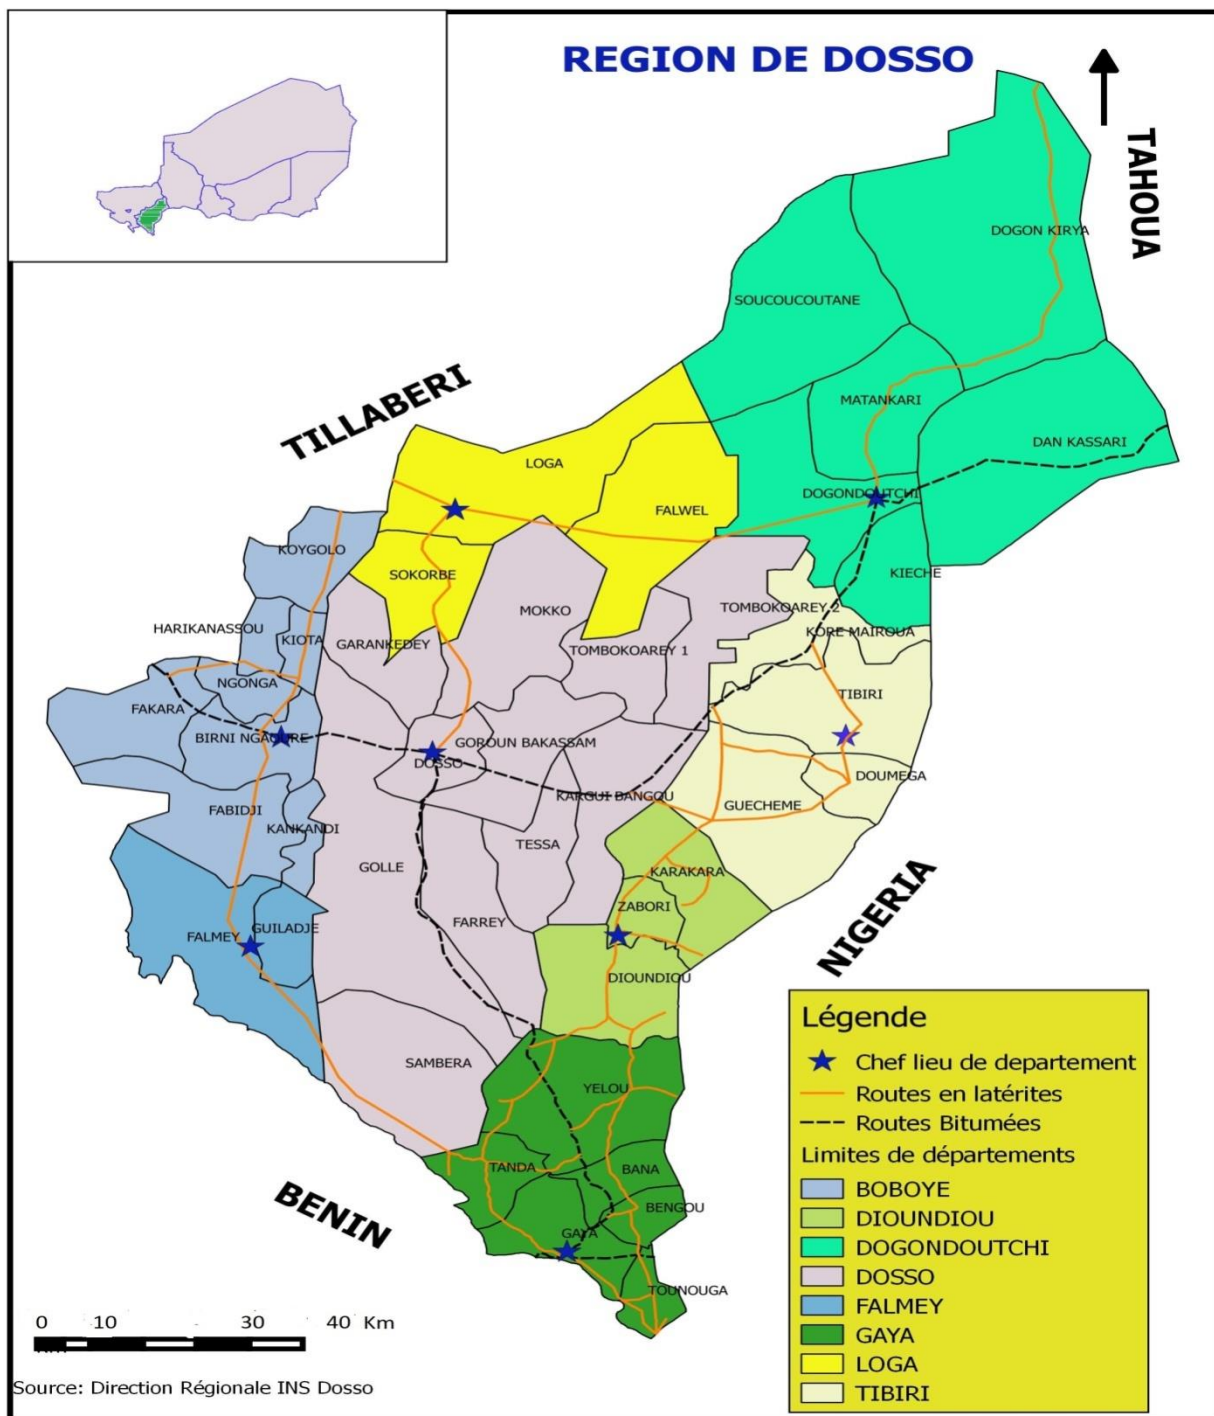 REGION DE DOSSO
TAHOUA
DOGON KIRYA
SOUCOUCOUTANE
MATANKARI
DAN KASSARI
TILLABERI
LOGA
DOGONDOUTCHI
FALWEL
KOYGOLO
KIECHE
SOKORBE
MOKKO
TOMBOKOAREY 2
HARIKANASSOU
KIOTA
GARANKEDEY
TOMBOKOAREY 1
KORE MAIROUA
NGONGA
TIBIRI
FAKARA
BIRNI NGAOURE
GOROUN BAKASSAM
DOSSO
DOUMEGA
KARGUI BANGOU
GUECHEME
FABIDJI
KANKANDI
TESSA
GOLLE
KARAKARA
ZABORI
FARREY
GUILADJE
FALMEY
NIGERIA
DIOUNDIOU
SAMBERA
YELOU
TANDA
BANA
BENIN
BENGOU
GAYA
TOUNOUGA
Légende
Chef lieu de departement
Routes en latérites
Routes Bitumées
Limites de départements
BOBOYE
DIOUNDIOU
DOGONDOUTCHI
DOSSO
FALMEY
GAYA
LOGA
TIBIRI
0 10 30 40 Km
Source: Direction Régionale INS Dosso